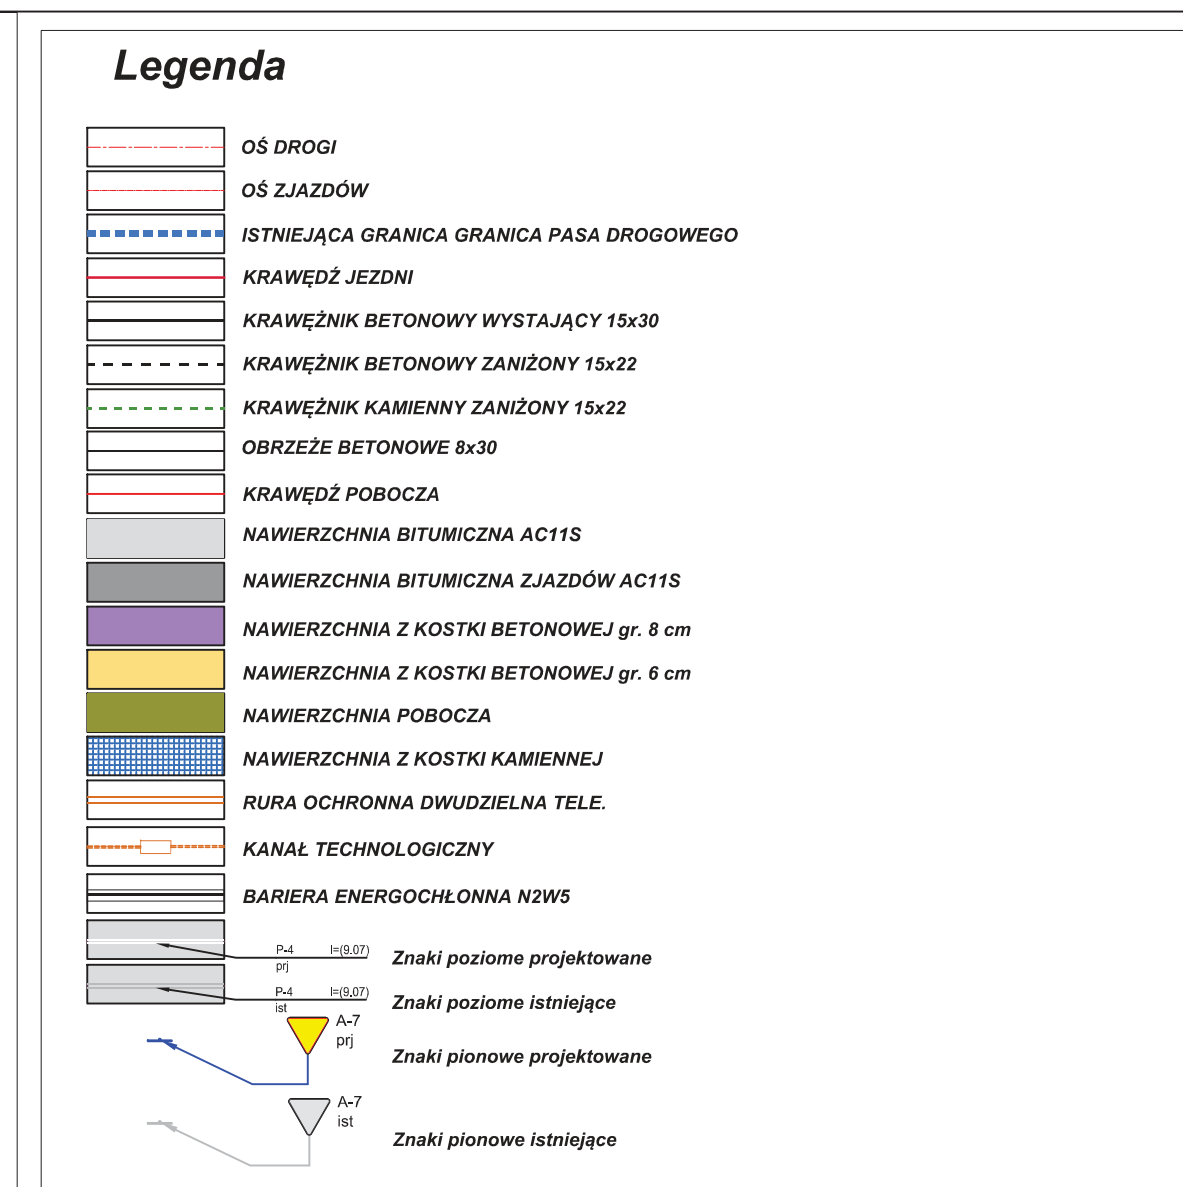 Legenda
OŚ DROGI
OŚ ZJAZDÓW
ISTNIEJĄCA GRANICA GRANICA PASA DROGOWEGO
KRAWĘDŹ JEZDNI
KRAWĘŻNIK BETONOWY WYSTAJĄCY 15x30
KRAWĘŻNIK BETONOWY ZANIŻONY 15x22
KRAWĘŻNIK KAMIENNY ZANIŻONY 15x22
OBRZEŻE BETONOWE 8x30
KRAWĘDŹ POBOCZA
NAWIERZCHNIA BITUMICZNA AC11S
NAWIERZCHNIA BITUMICZNA ZJAZDÓW AC11S
NAWIERZCHNIA Z KOSTKI BETONOWEJ gr. 8 cm
NAWIERZCHNIA Z KOSTKI BETONOWEJ gr. 6 cm
NAWIERZCHNIA POBOCZA
NAWIERZCHNIA Z KOSTKI KAMIENNEJ
RURA OCHRONNA DWUDZIELNA TELE.
KANAŁ TECHNOLOGICZNY
BARIERA ENERGOCHŁONNA N2W5
P-4 l=(9.07)
prj
Znaki poziome projektowane
P-4 l=(9.07)
ist
Znaki poziome istniejące
A-7
prj
Znaki pionowe projektowane
A-7
ist
Znaki pionowe istniejące